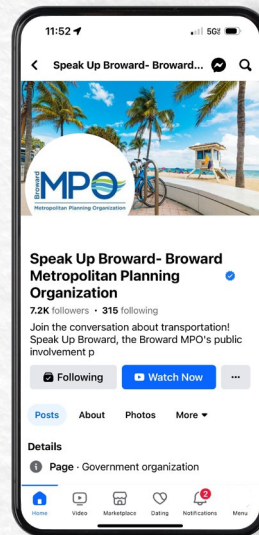 11:52
5GE
Speak Up Broward- Broward...
Broward
MPO
Metropolitan Planning Organization
Speak Up Broward- Broward
Metropolitan Planning
Organization
7.2K followers • 315 following
Join the conversation about transportation!
Speak Up Broward, the Broward MPO's public
involvement p
Following
Watch Now
Posts
About
Photos
More
Details
Page · Government organization
2
Home
Video
Marketplace
Dating
Notifications
Menu